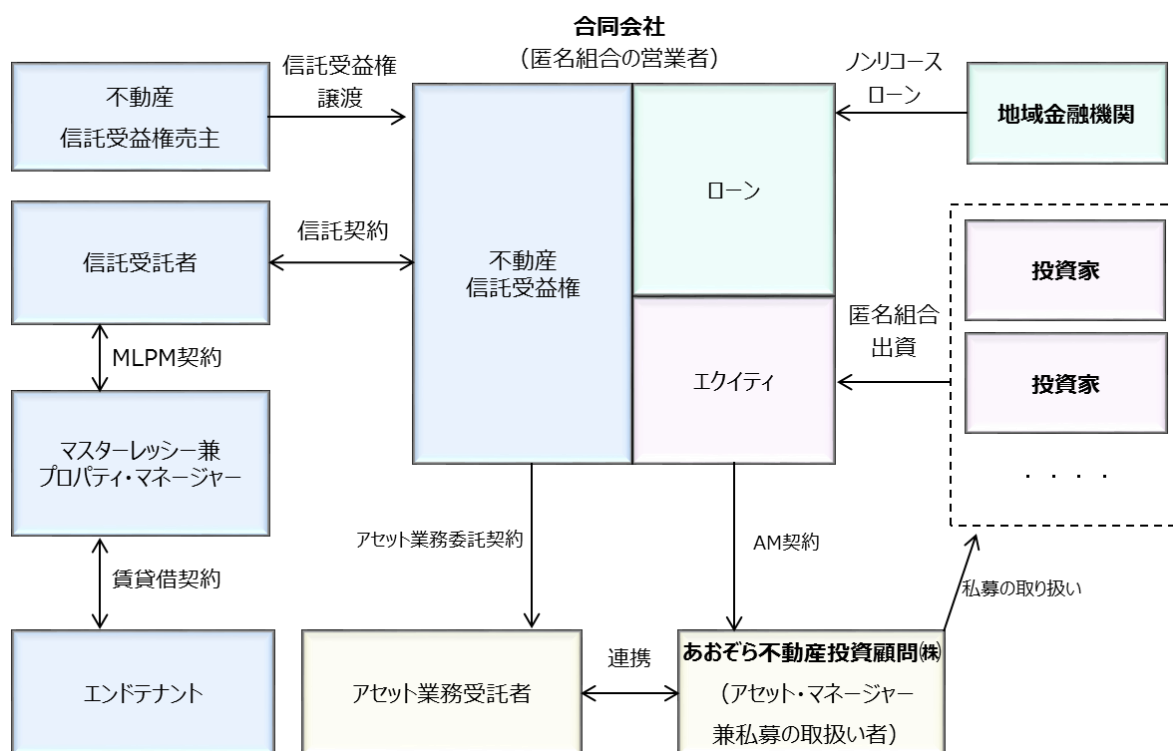 合同会社
（匿名組合の営業者）
不動産
信託受益権売主
信託受益権
譲渡
ノンリコース
ローン
地域金融機関
信託受託者
信託契約
不動産
信託受益権
ローン
エクイティ
匿名組合
出資
投資家
投資家
・・・・
MLPM契約
マスターレッシー兼
プロパティ・マネージャー
アセット業務委託契約
AM契約
私募の取り扱い
賃貸借契約
エンドテナント
アセット業務受託者
連携
あおぞら不動産投資顧問㈱
（アセット・マネージャー
兼私募の取扱い者）